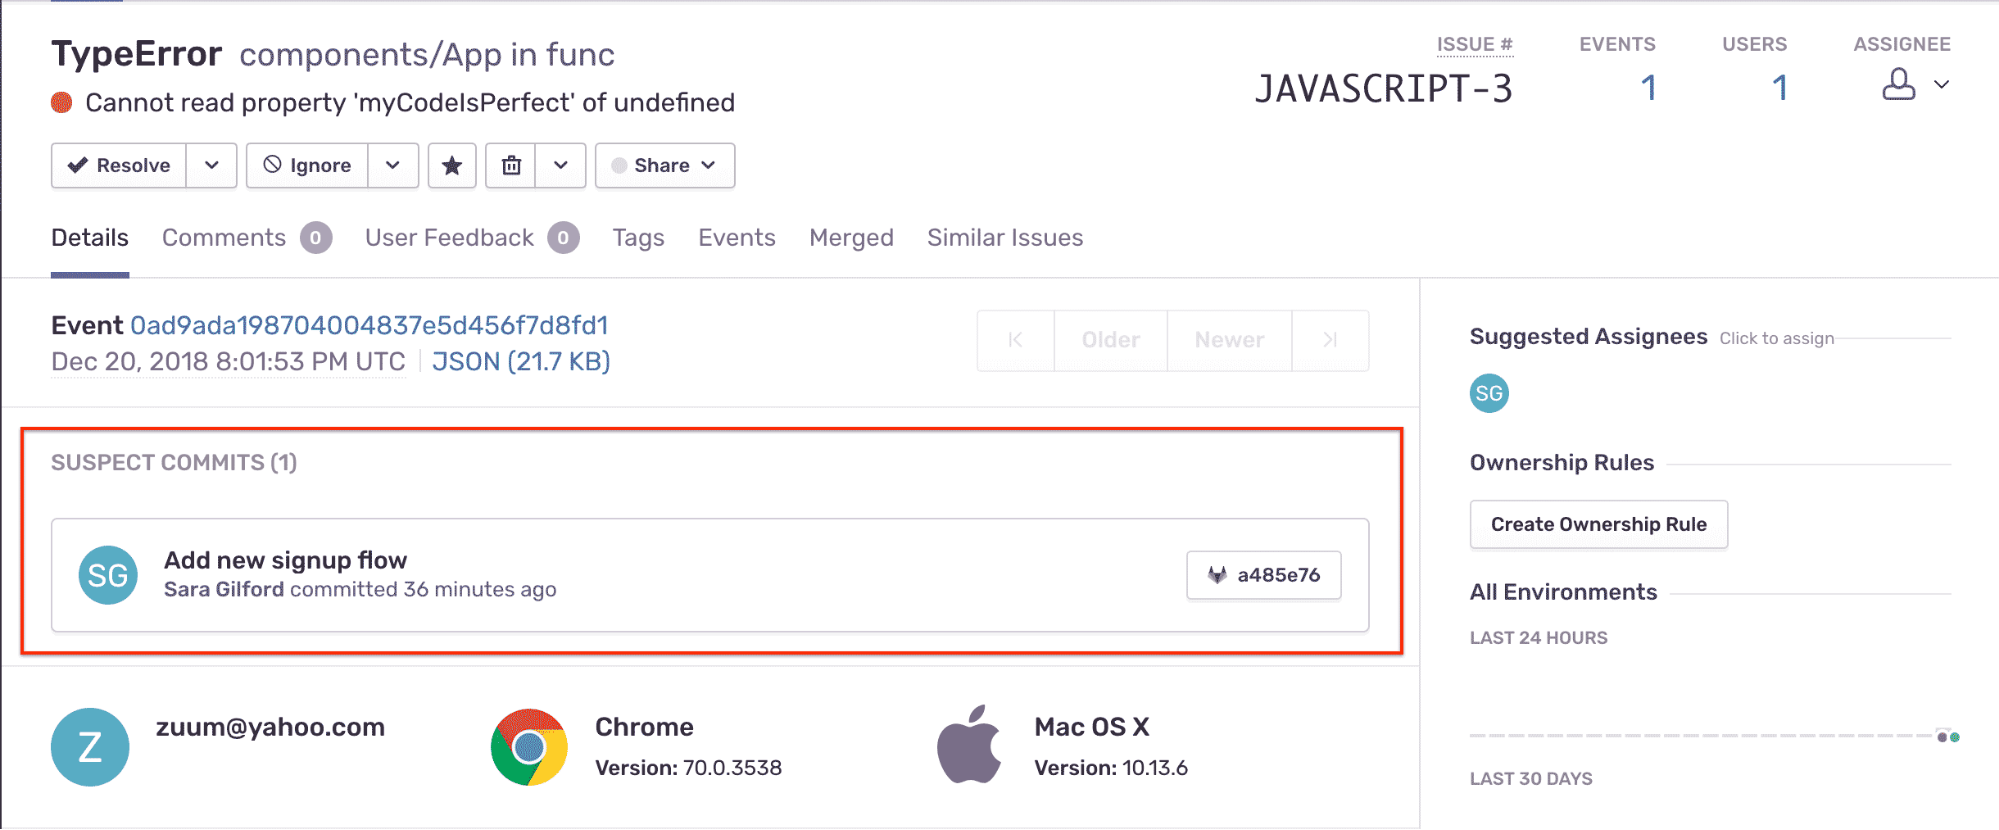 TypeError components/App in func
Cannot read property 'myCodeIsPerfect' of undefined
ISSUE # EVENTS USERS ASSIGNEE
JAVASCRIPT-3 1 1
Resolve Ignore Share
Details Comments 0 User Feedback 0 Tags Events Merged Similar Issues
Event 0ad9ada198704004837e5d456f7d8fd1
Dec 20, 2018 8:01:53 PM UTC JSON (21.7 KB)
Older Newer
SUSPECT COMMITS (1)
SG Add new signup flow
Sara Gilford committed 36 minutes ago
a485e76
Z zuum@yahoo.com
Chrome
Version: 70.0.3538
Mac OS X
Version: 10.13.6
Suggested Assignees Click to assign
SG
Ownership Rules
Create Ownership Rule
All Environments
LAST 24 HOURS
LAST 30 DAYS